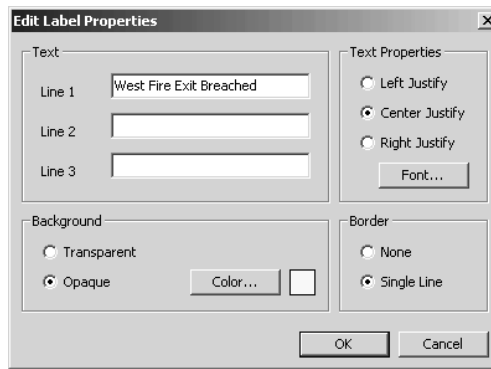 Edit Label Properties
Text
Line 1
West Fire Exit Breached
Line 2
Line 3
Text Properties
Left Justify
Center Justify
Right Justify
Font...
Background
Transparent
Opaque
Color...
Border
None
Single Line
OK
Cancel